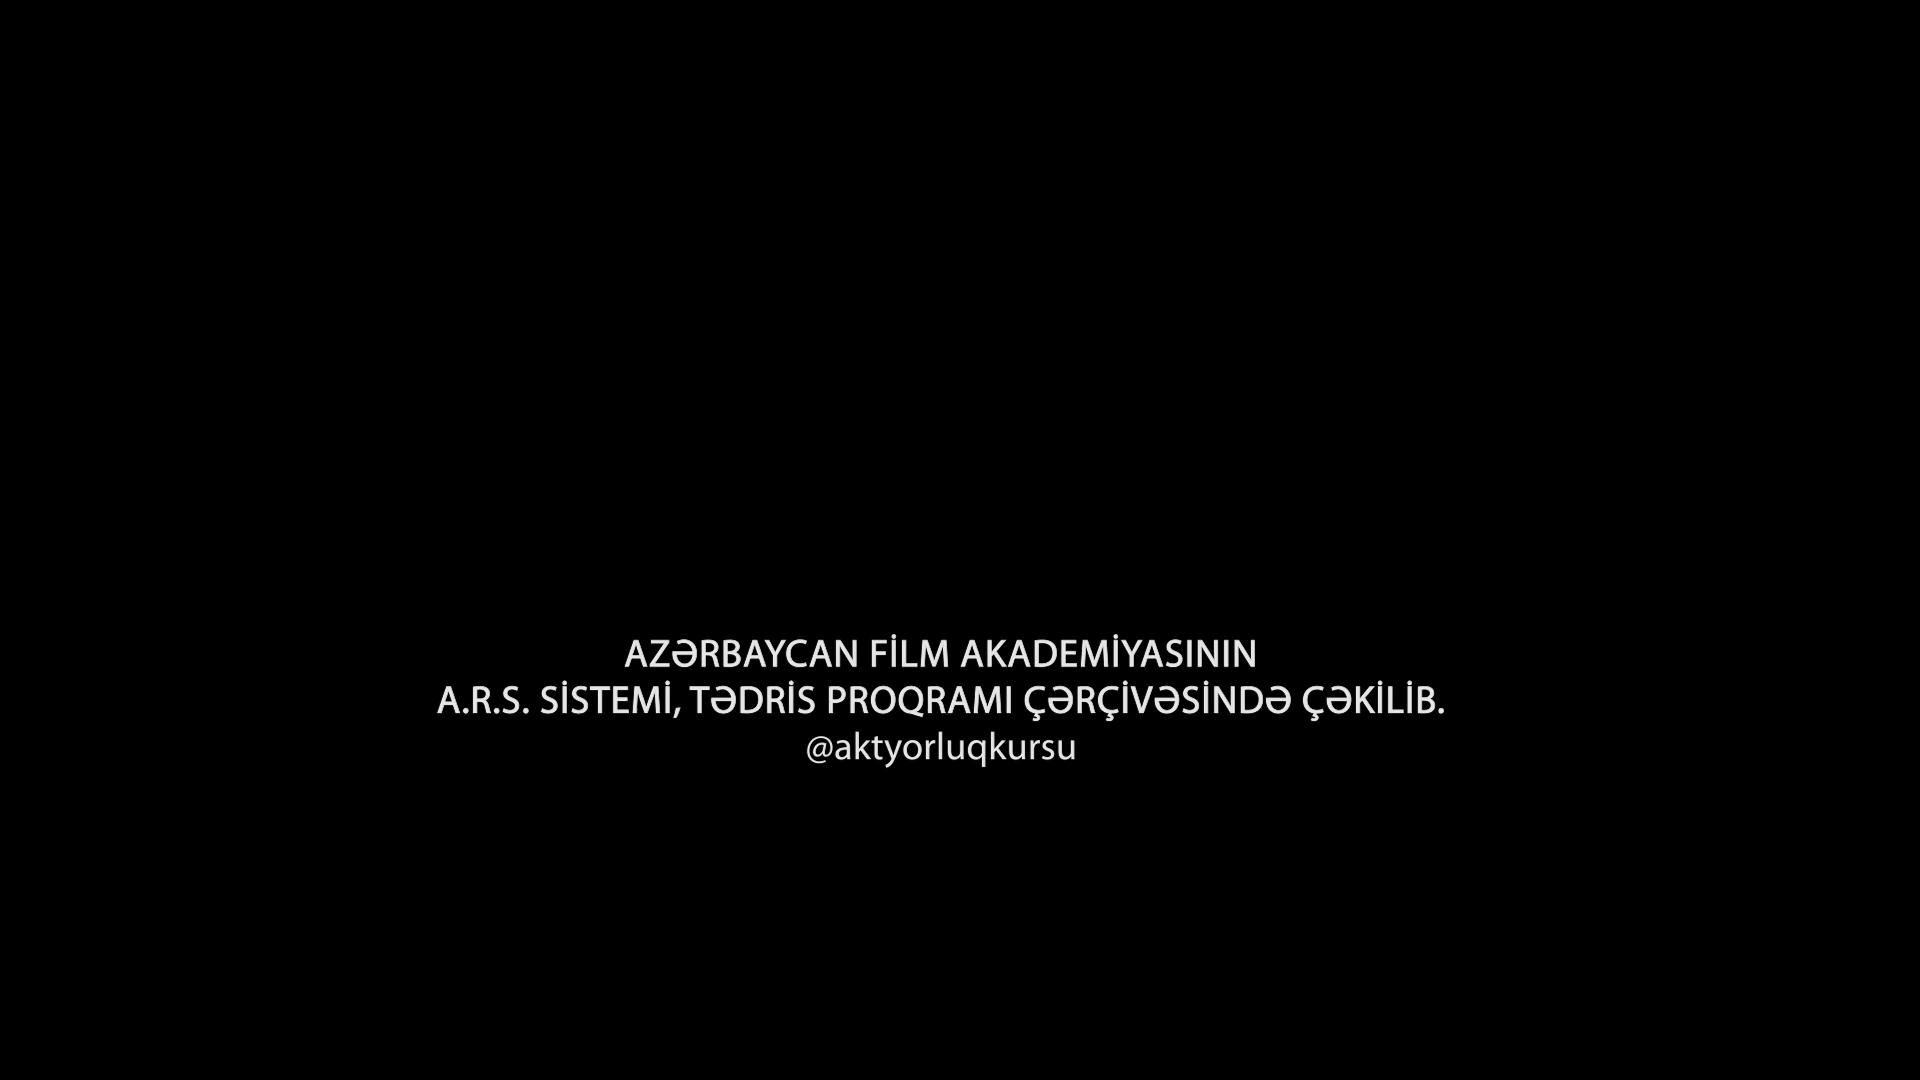 AZƏRBAYCAN FİLM AKADEMİYASININ
A.R.S. SİSTEMİ, TƏDRİS PROQRAMI ÇƏRÇİVƏSİNDƏ ÇƏKİLİB.
@aktyorluqkursu